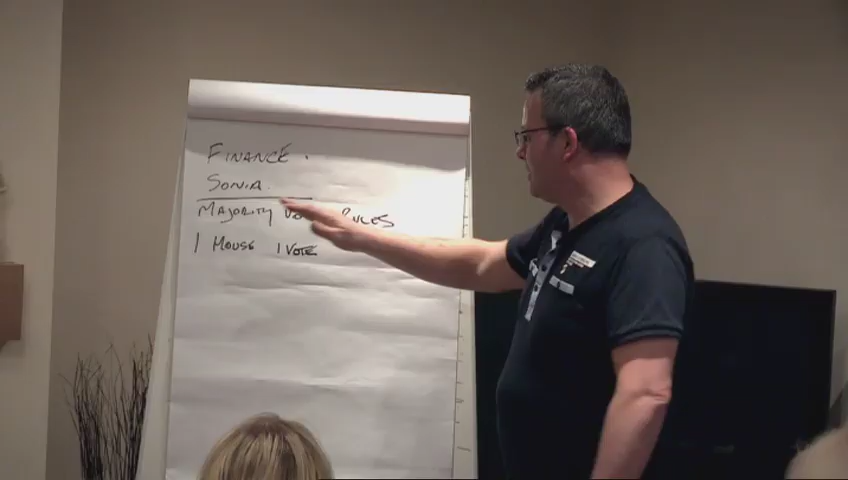 FINANCE.
SONIA
MAJORITY RULES
1 HOUSE 1 VOTE